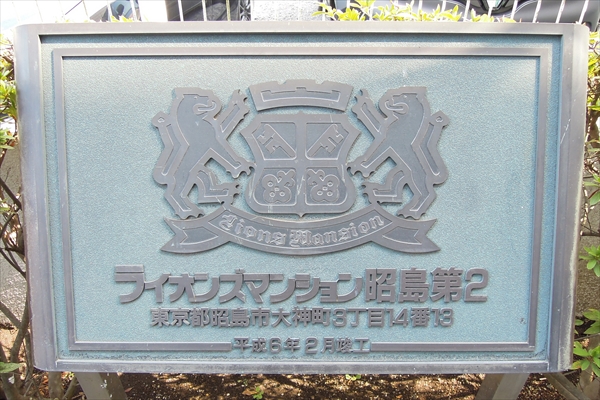 Lions Mansion
ライオンズマンション昭島第2
東京都昭島市大神町3丁目14番13
平成6年2月竣工